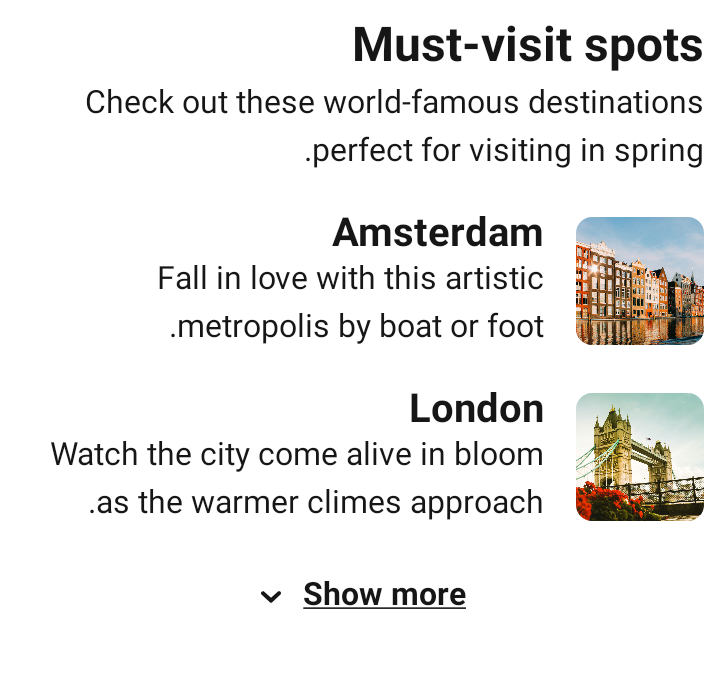 Must-visit spots
Check out these world-famous destinations
.perfect for visiting in spring
Amsterdam
Fall in love with this artistic
.metropolis by boat or foot
London
Watch the city come alive in bloom
.as the warmer climes approach
Show more